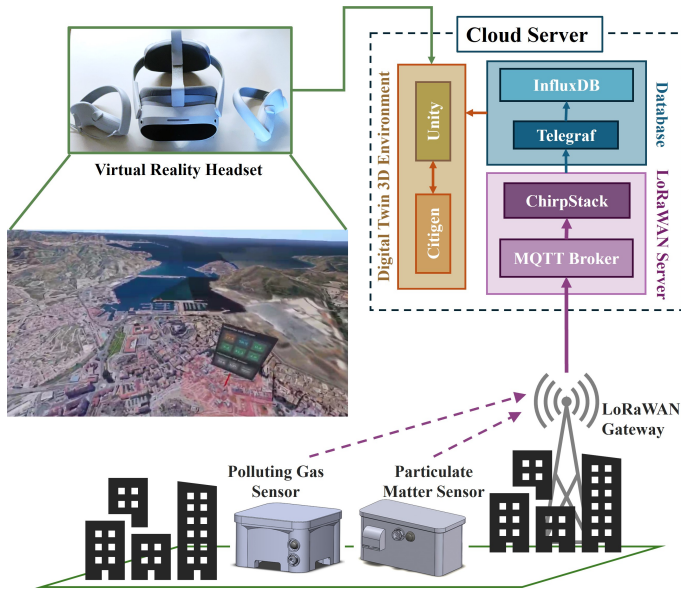 Cloud Server
Virtual Reality Headset
Digital Twin 3D Environment
Unity
Citigen
InfluxDB
Telegraf
Database
ChirpStack
MQTT Broker
LoRaWAN Server
LoRaWAN
Gateway
Polluting Gas
Sensor
Particulate
Matter Sensor